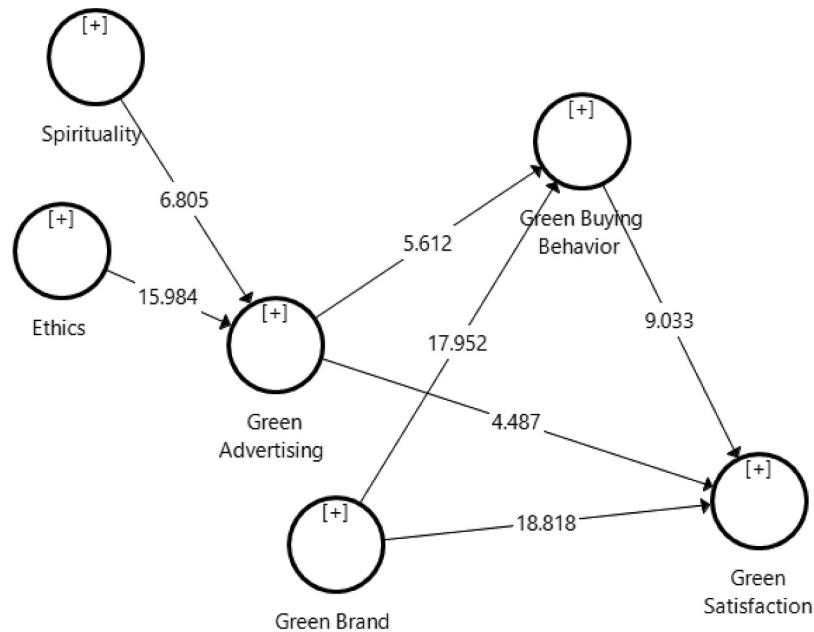 [+]
Spirituality
6.805
[+]
Ethics
15.984
[+]
Green
Advertising
5.612
[+]
Green Buying
Behavior
17.952
9.033
4.487
[+]
Green Brand
18.818
[+]
Green
Satisfaction